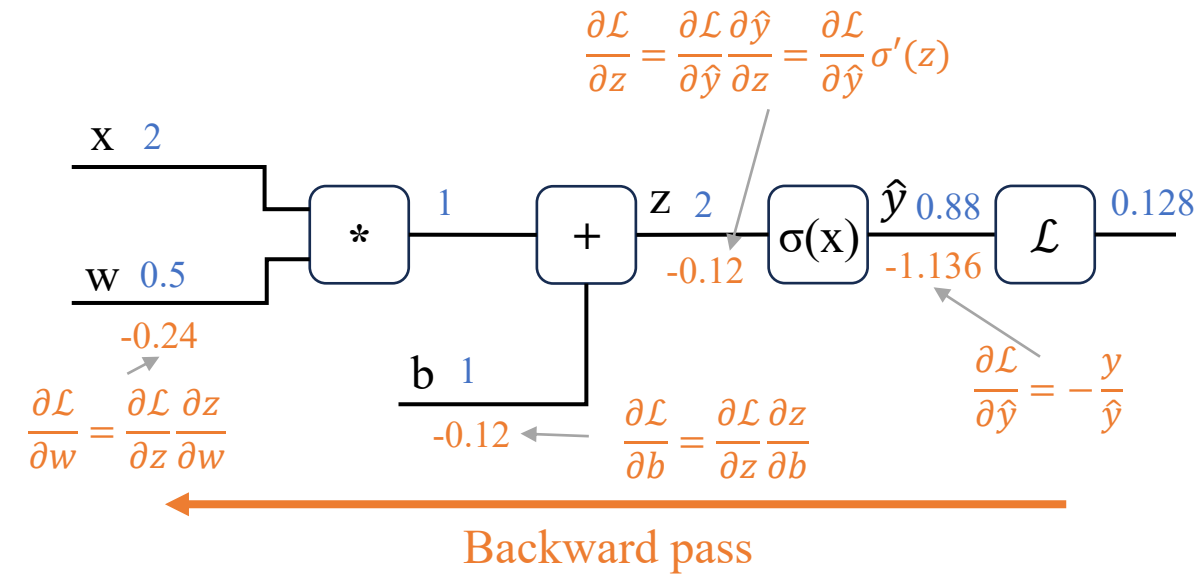 ∂ℒ/∂z = ∂ℒ/∂ŷ ∂ŷ/∂z = ∂ℒ/∂ŷ σ′(z)
x 2
* 1 + z 2 σ(x) ŷ 0.88 ℒ 0.128
w 0.5
-0.12 -1.136
-0.24
b 1
-0.12
∂ℒ/∂ŷ = − y/ŷ
∂ℒ/∂w = ∂ℒ/∂z ∂z/∂w
∂ℒ/∂b = ∂ℒ/∂z ∂z/∂b
Backward pass